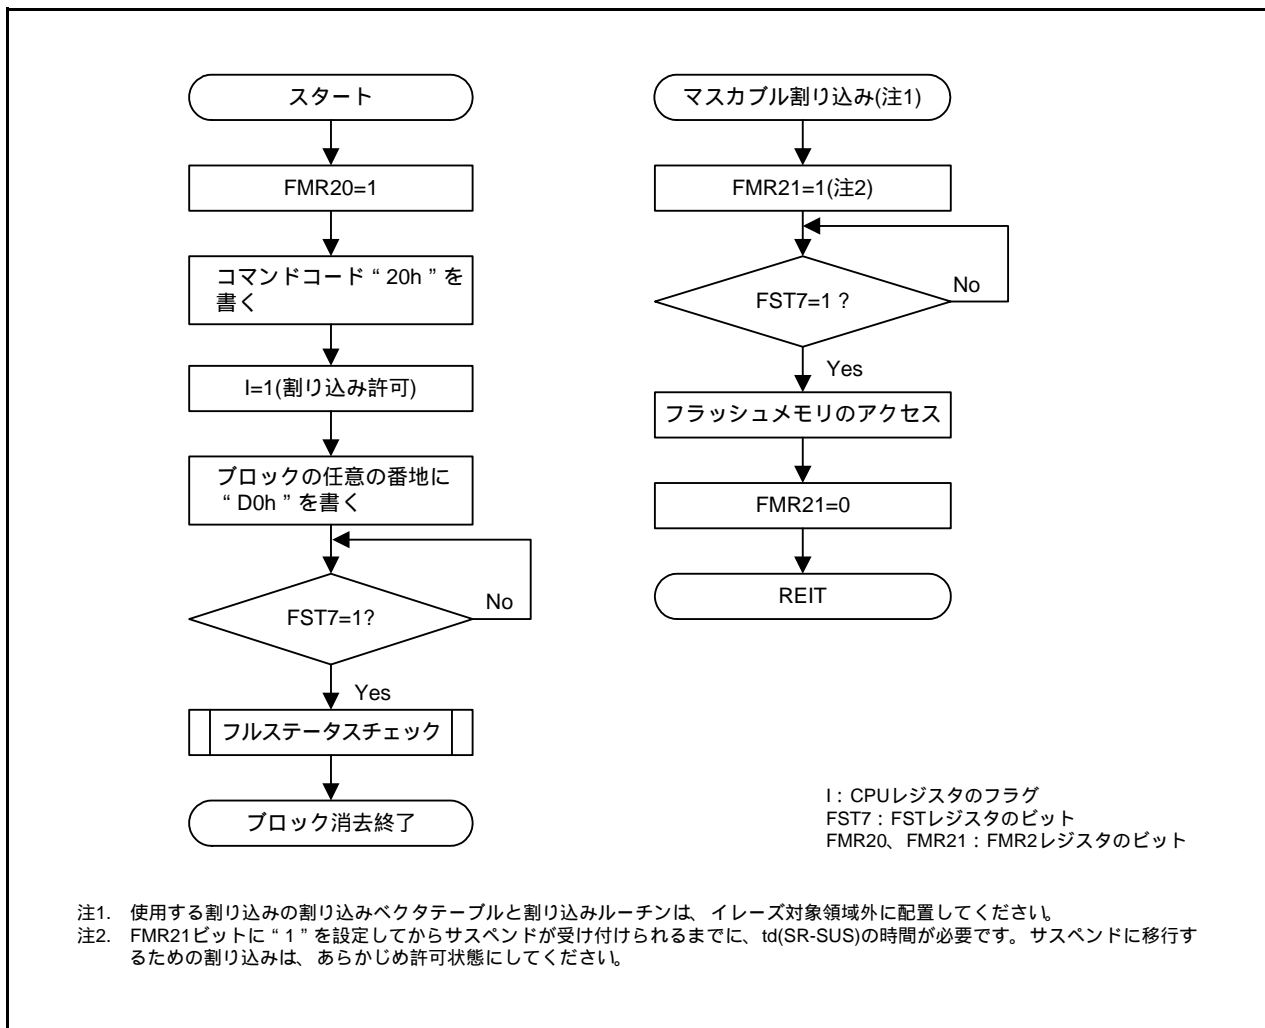 スタート
FMR20=1
コマンドコード“20h”を
書く
I=1(割り込み許可)
ブロックの任意の番地に
“D0h”を書く
FST7=1?
No
Yes
フルステータスチェック
ブロック消去終了
マスカブル割り込み(注1)
FMR21=1(注2)
FST7=1 ?
No
Yes
フラッシュメモリのアクセス
FMR21=0
REIT
I:CPUレジスタのフラグ
FST7:FSTレジスタのビット
FMR20、FMR21:FMR2レジスタのビット
注1. 使用する割り込みの割り込みベクタテーブルと割り込みルーチンは、イレーズ対象領域外に配置してください。
注2. FMR21ビットに“1”を設定してからサスペンドが受け付けられるまでに、td(SR-SUS)の時間が必要です。サスペンドに移行す
るための割り込みは、あらかじめ許可状態にしてください。